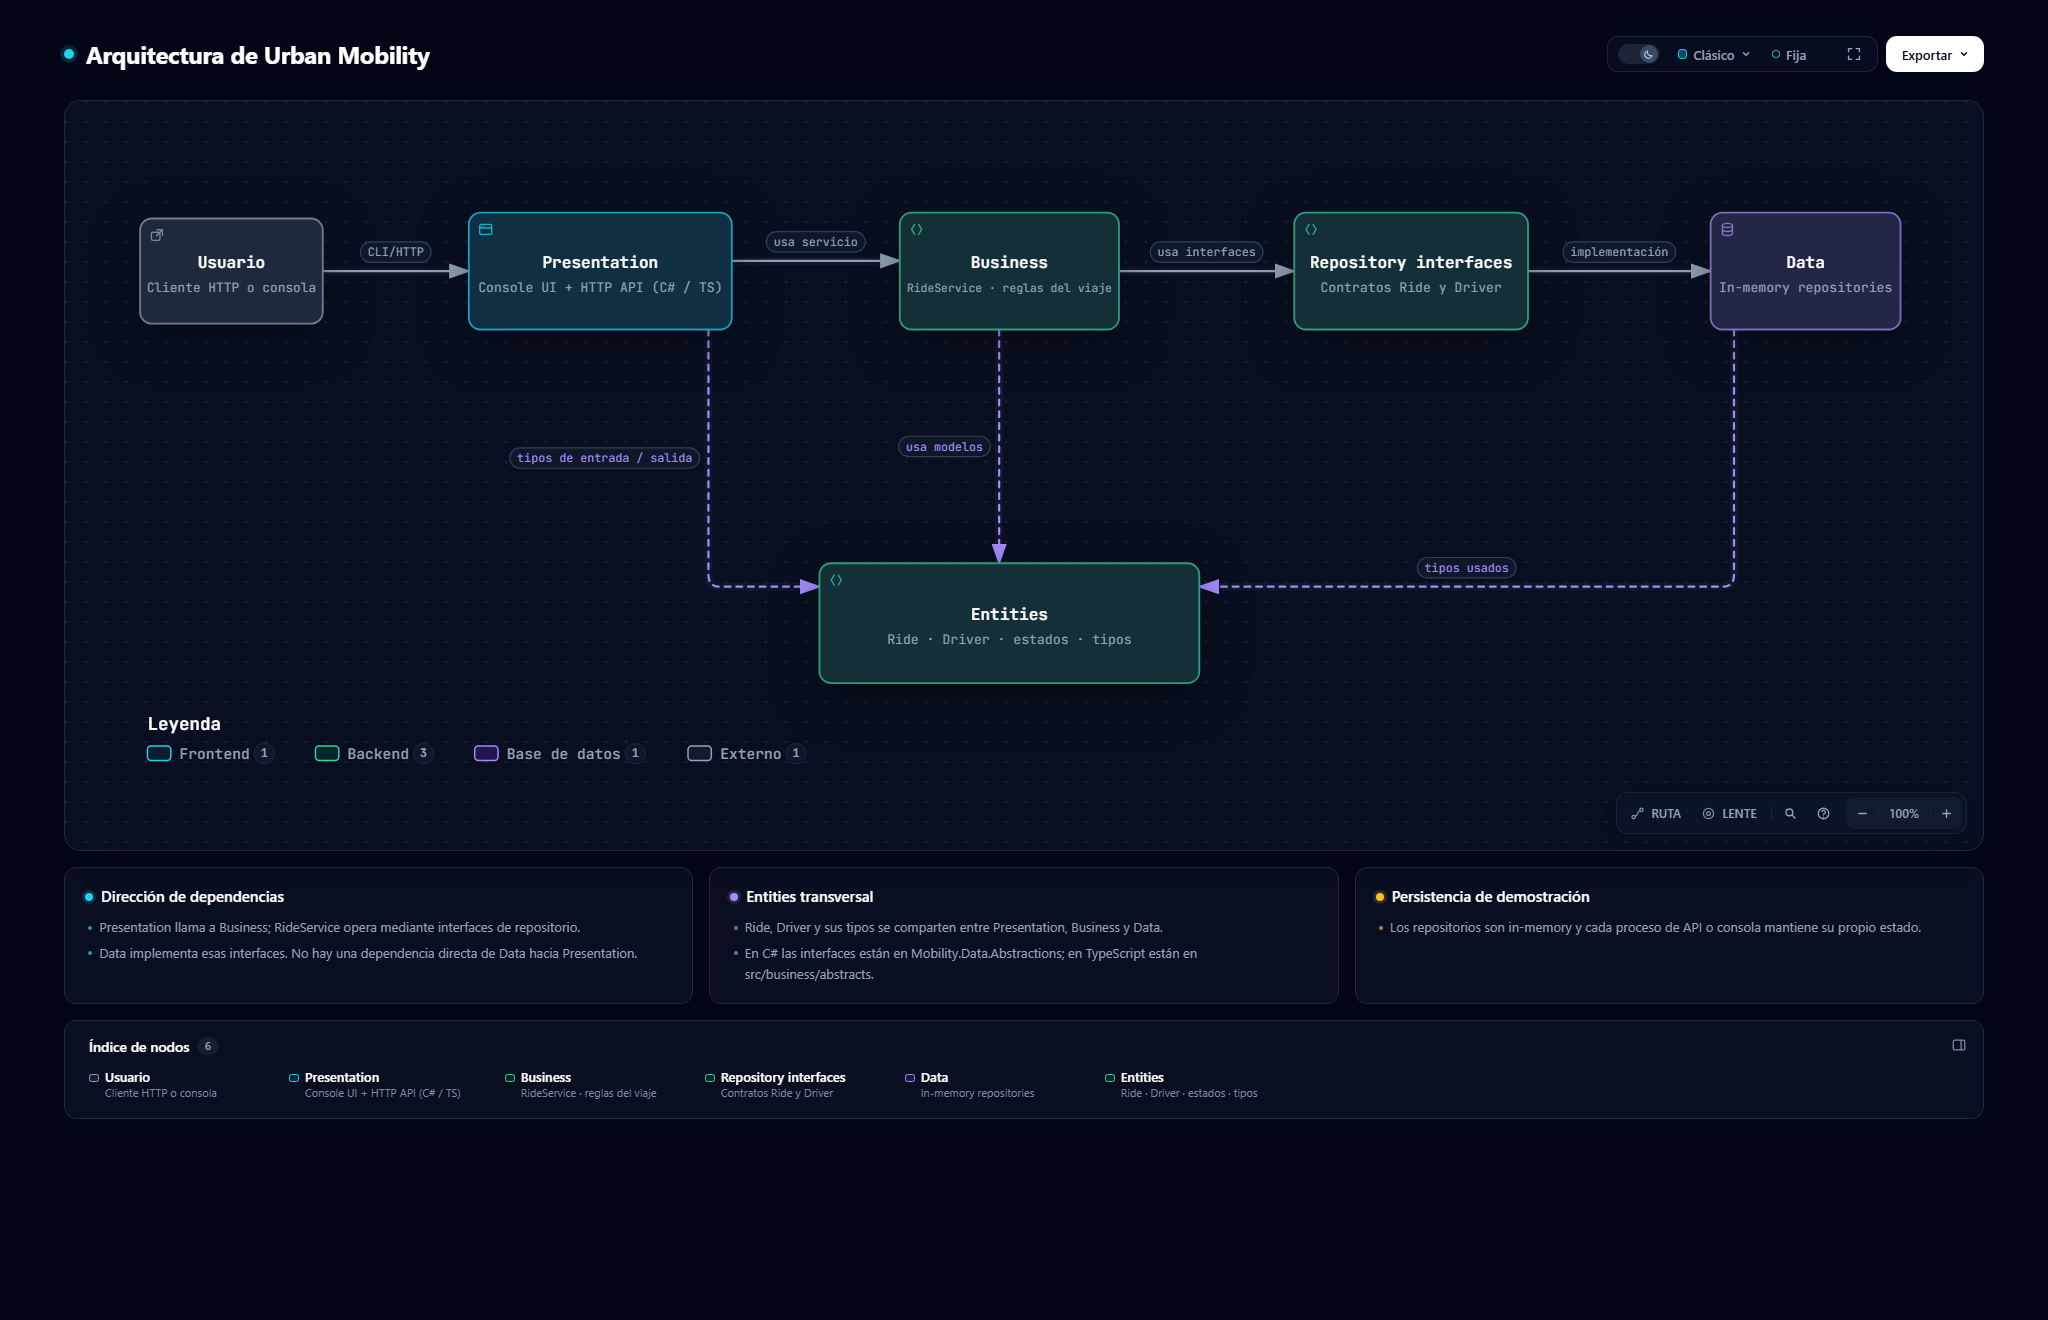 Arquitectura de Urban Mobility
Clásico
Fija
Exportar
Usuario
Cliente HTTP o consola
CLI/HTTP
Presentation
Console UI + HTTP API (C# / TS)
usa servicio
Business
RideService · reglas del viaje
usa interfaces
Repository interfaces
Contratos Ride y Driver
implementación
Data
In-memory repositories
tipos de entrada / salida
usa modelos
tipos usados
Entities
Ride · Driver · estados · tipos
Leyenda
Frontend 1
Backend 3
Base de datos 1
Externo 1
RUTA
LENTE
100%
Dirección de dependencias
• Presentation llama a Business; RideService opera mediante interfaces de repositorio.
• Data implementa esas interfaces. No hay una dependencia directa de Data hacia Presentation.
Entities transversal
• Ride, Driver y sus tipos se comparten entre Presentation, Business y Data.
• En C# las interfaces están en Mobility.Data.Abstractions; en TypeScript están en
src/business/abstracts.
Persistencia de demostración
• Los repositorios son in-memory y cada proceso de API o consola mantiene su propio estado.
Índice de nodos 6
Usuario
Cliente HTTP o consola
Presentation
Console UI + HTTP API (C# / TS)
Business
RideService · reglas del viaje
Repository interfaces
Contratos Ride y Driver
Data
In-memory repositories
Entities
Ride · Driver · estados · tipos